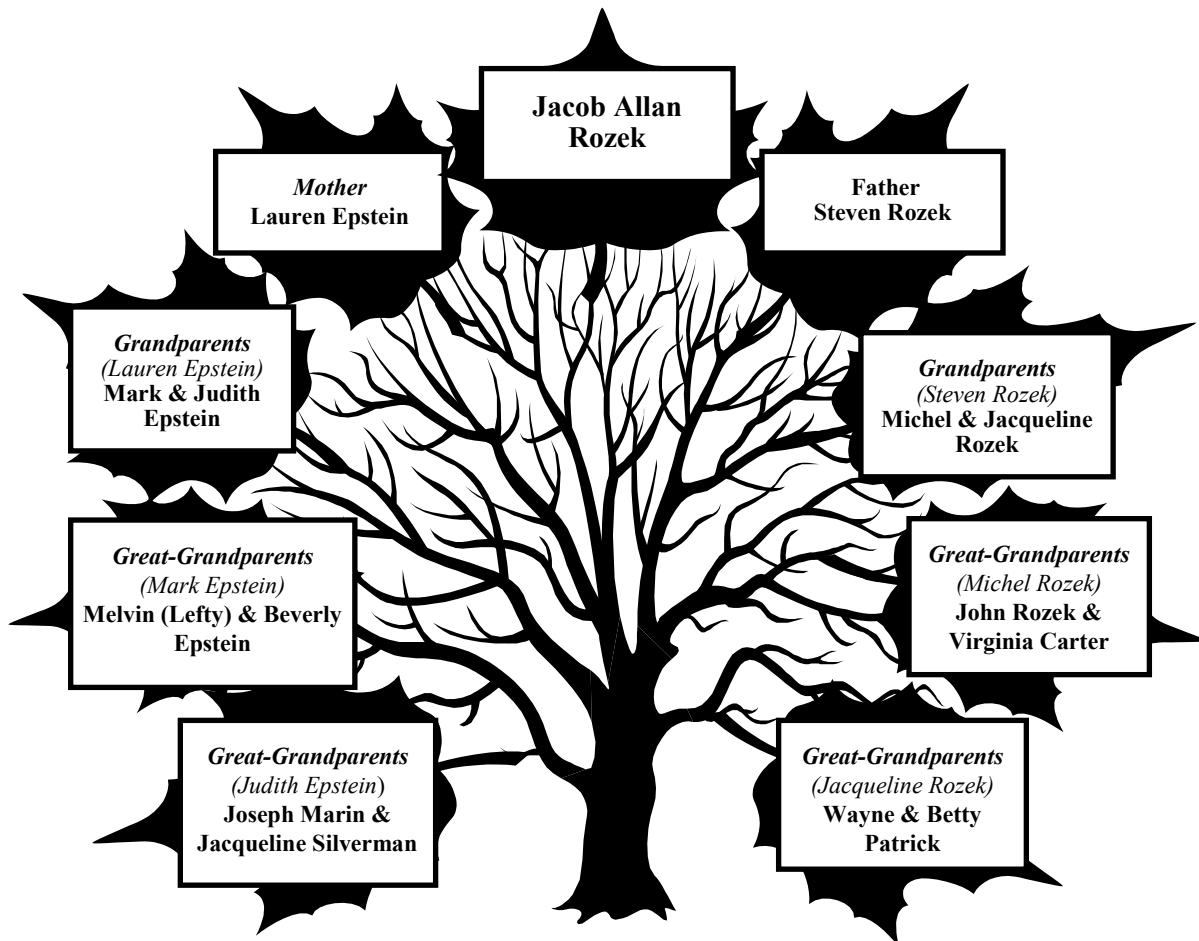 Jacob Allan
Rozek
Mother
Lauren Epstein
Father
Steven Rozek
Grandparents
(Lauren Epstein)
Mark & Judith
Epstein
Grandparents
(Steven Rozek)
Michel & Jacqueline
Rozek
Great-Grandparents
(Mark Epstein)
Melvin (Lefty) & Beverly
Epstein
Great-Grandparents
(Michel Rozek)
John Rozek &
Virginia Carter
Great-Grandparents
(Judith Epstein)
Joseph Marin &
Jacqueline Silverman
Great-Grandparents
(Jacqueline Rozek)
Wayne & Betty
Patrick